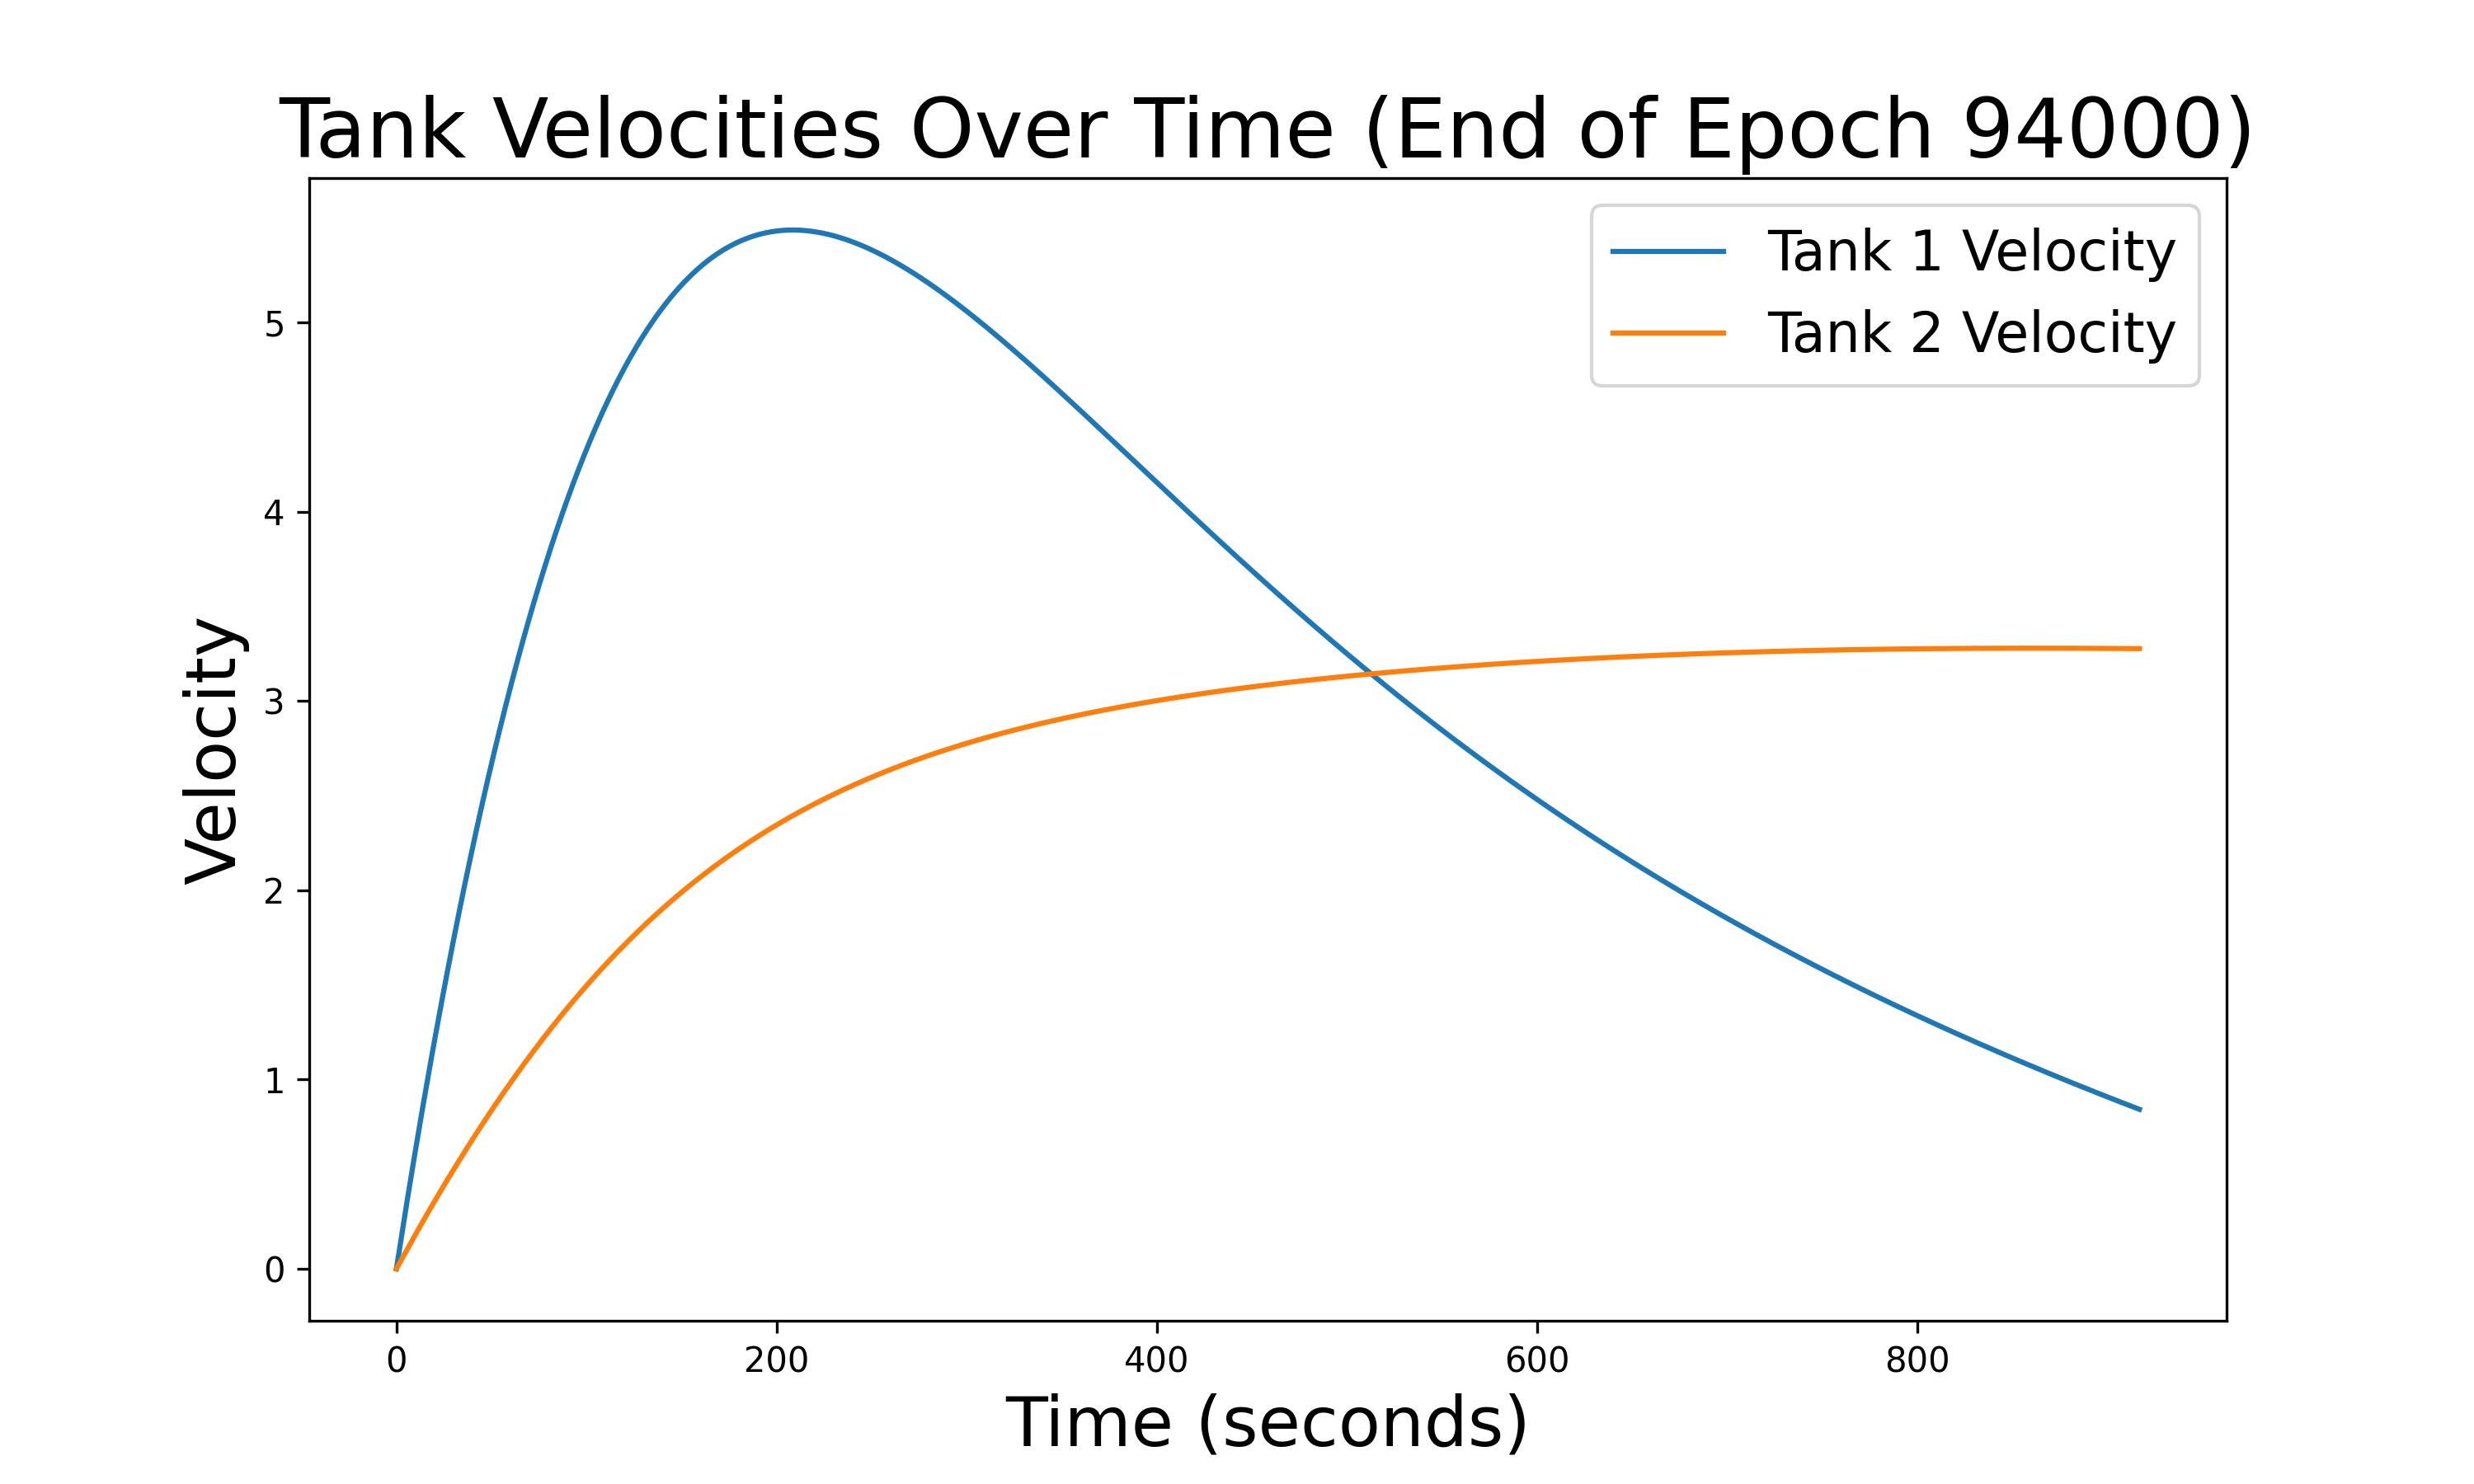 Tank Velocities Over Time (End of Epoch 94000)
Tank 1 Velocity
Tank 2 Velocity
Velocity
5
4
3
2
1
0
0 200 400 600 800
Time (seconds)